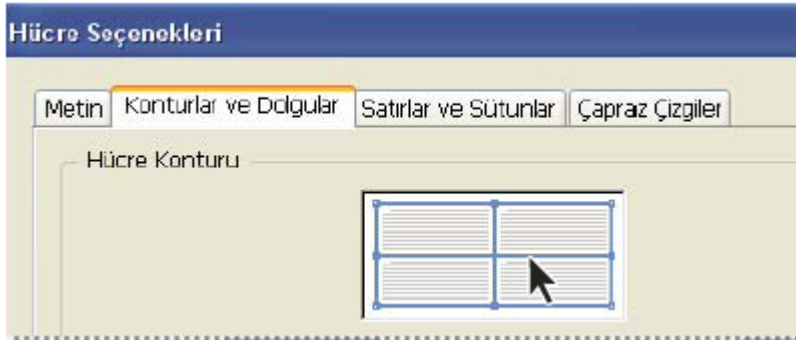 Hücre Seçenekleri
Metin Konturlar ve Dolgular Satırlar ve Sütunlar Çapraz Çizgiler
Hücre Konturu